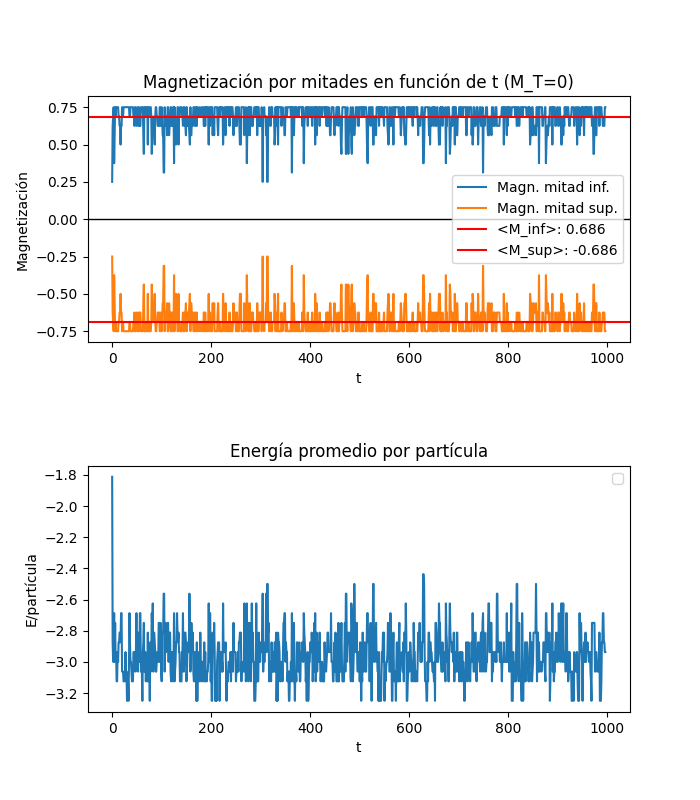 Magnetización por mitades en función de t (M_T=0)
Magnetización
0.75
0.50
0.25
0.00
−0.25
−0.50
−0.75
Magn. mitad inf.
Magn. mitad sup.
<M_inf>: 0.686
<M_sup>: -0.686
0 200 400 600 800 1000
t
Energía promedio por partícula
E/partícula
−1.8
−2.0
−2.2
−2.4
−2.6
−2.8
−3.0
−3.2
0 200 400 600 800 1000
t